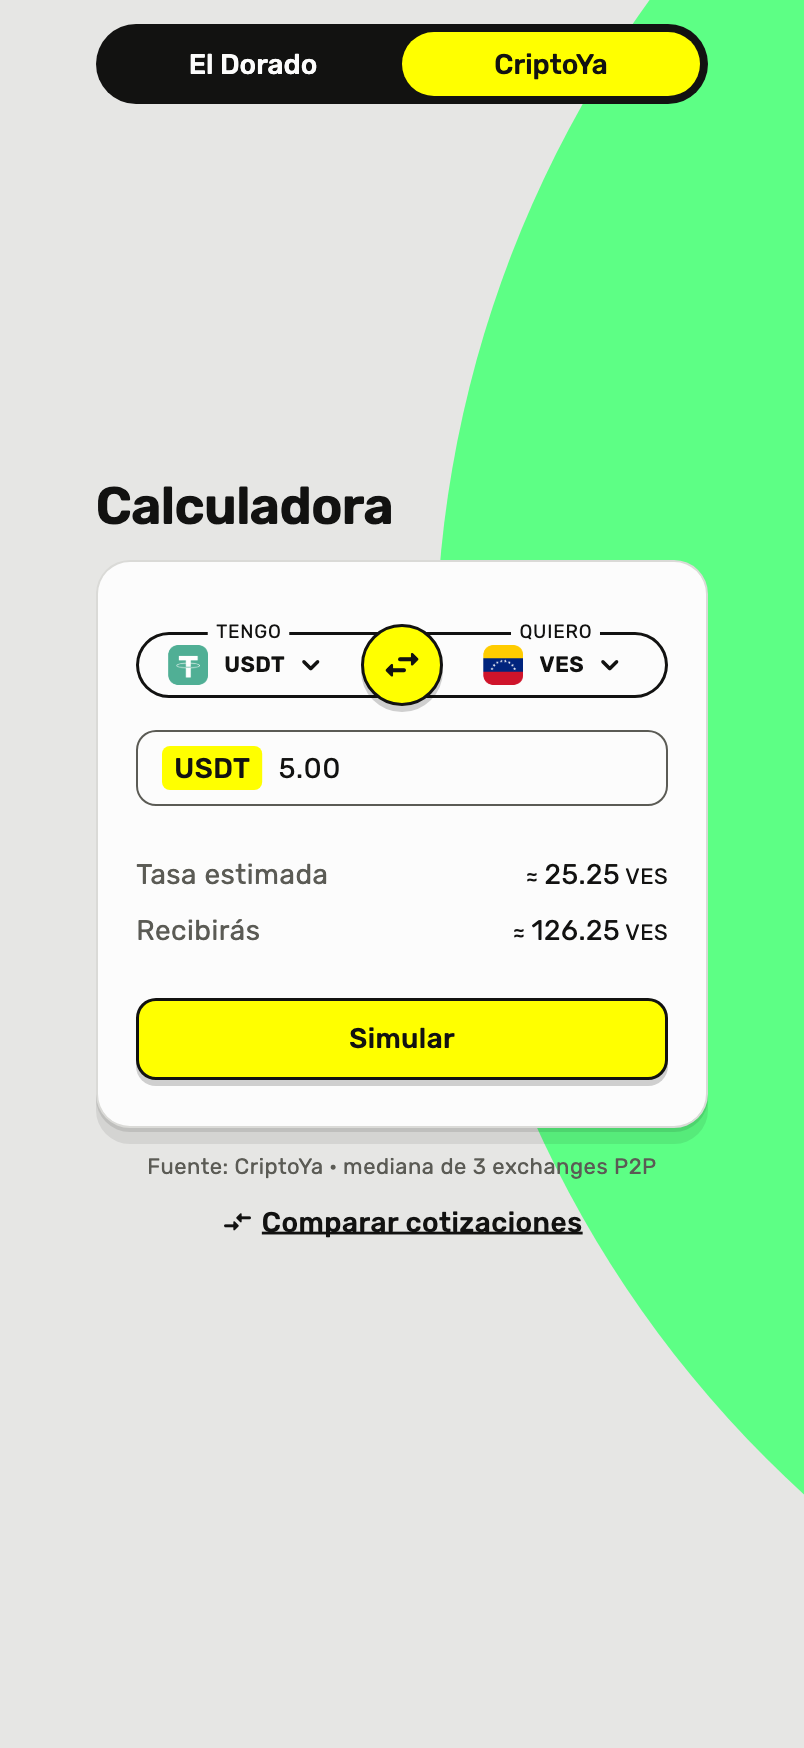 El Dorado
CriptoYa
Calculadora
TENGO
QUIERO
USDT
VES
USDT 5.00
Tasa estimada ≈ 25.25 VES
Recibirás ≈ 126.25 VES
Simular
Fuente: CriptoYa • mediana de 3 exchanges P2P
Comparar cotizaciones